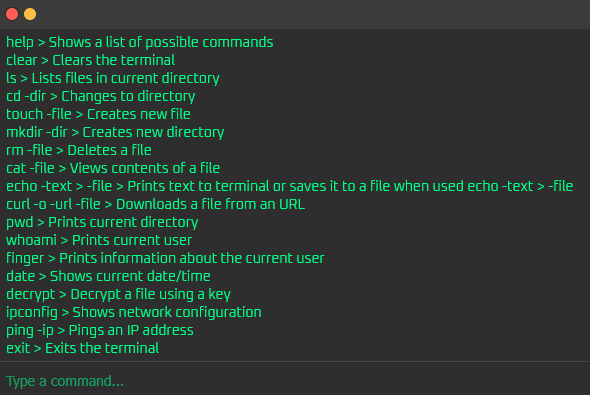 help > Shows a list of possible commands
clear > Clears the terminal
ls > Lists files in current directory
cd -dir > Changes to directory
touch -file > Creates new file
mkdir -dir > Creates new directory
rm -file > Deletes a file
cat -file > Views contents of a file
echo -text > -file > Prints text to terminal or saves it to a file when used echo -text > -file
curl -o -url -file > Downloads a file from an URL
pwd > Prints current directory
whoami > Prints current user
finger > Prints information about the current user
date > Shows current date/time
decrypt > Decrypt a file using a key
ipconfig > Shows network configuration
ping -ip > Pings an IP address
exit > Exits the terminal
Type a command...